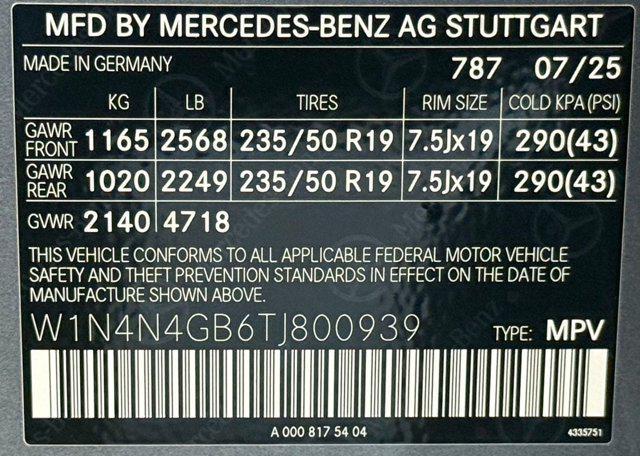 MFD BY MERCEDES-BENZ AG STUTTGART
MADE IN GERMANY 787 07/25
KG LB TIRES RIM SIZE COLD KPA (PSI)
GAWR FRONT 1165 2568 235/50 R19 7.5Jx19 290(43)
GAWR REAR 1020 2249 235/50 R19 7.5Jx19 290(43)
GVWR 2140 4718
THIS VEHICLE CONFORMS TO ALL APPLICABLE FEDERAL MOTOR VEHICLE
SAFETY AND THEFT PREVENTION STANDARDS IN EFFECT ON THE DATE OF
MANUFACTURE SHOWN ABOVE.
W1N4N4GB6TJ800939 TYPE: MPV
A 000 817 54 04 4335751